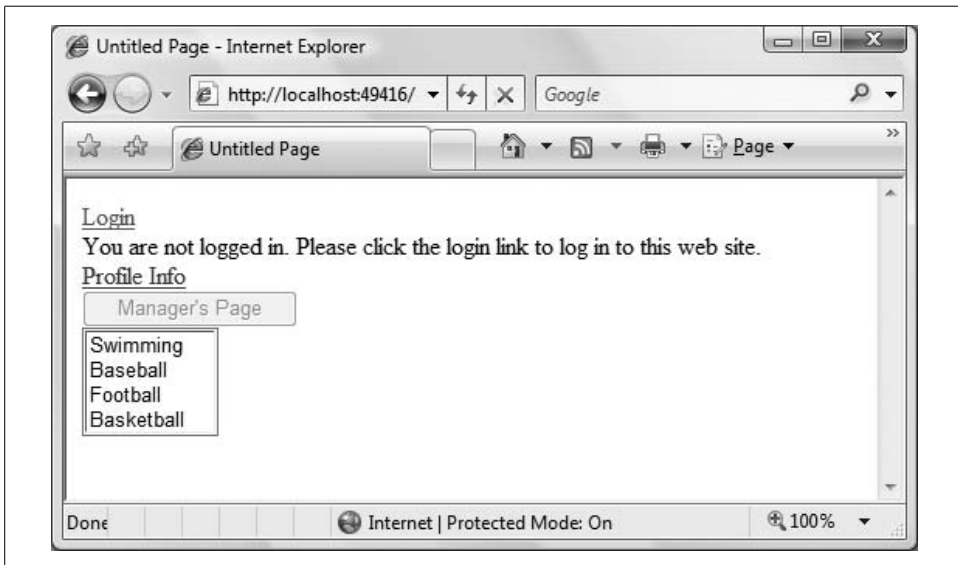 Untitled Page - Internet Explorer
http://localhost:49416/
Google
Untitled Page
Page
Login
You are not logged in. Please click the login link to log in to this web site.
Profile Info
Manager's Page
Swimming
Baseball
Football
Basketball
Done
Internet | Protected Mode: On
100%